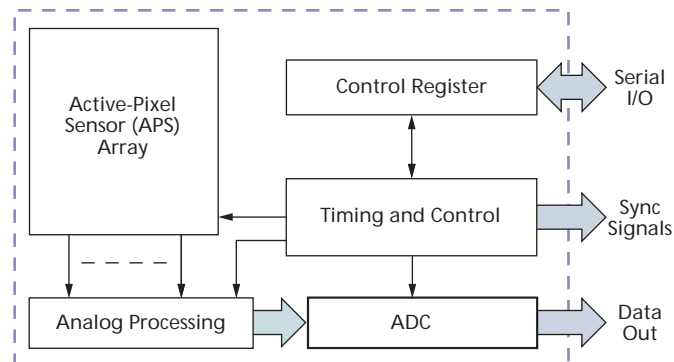 Active-Pixel
Sensor (APS)
Array
Control Register
Serial
I/O
Timing and Control
Sync
Signals
Analog Processing
ADC
Data
Out